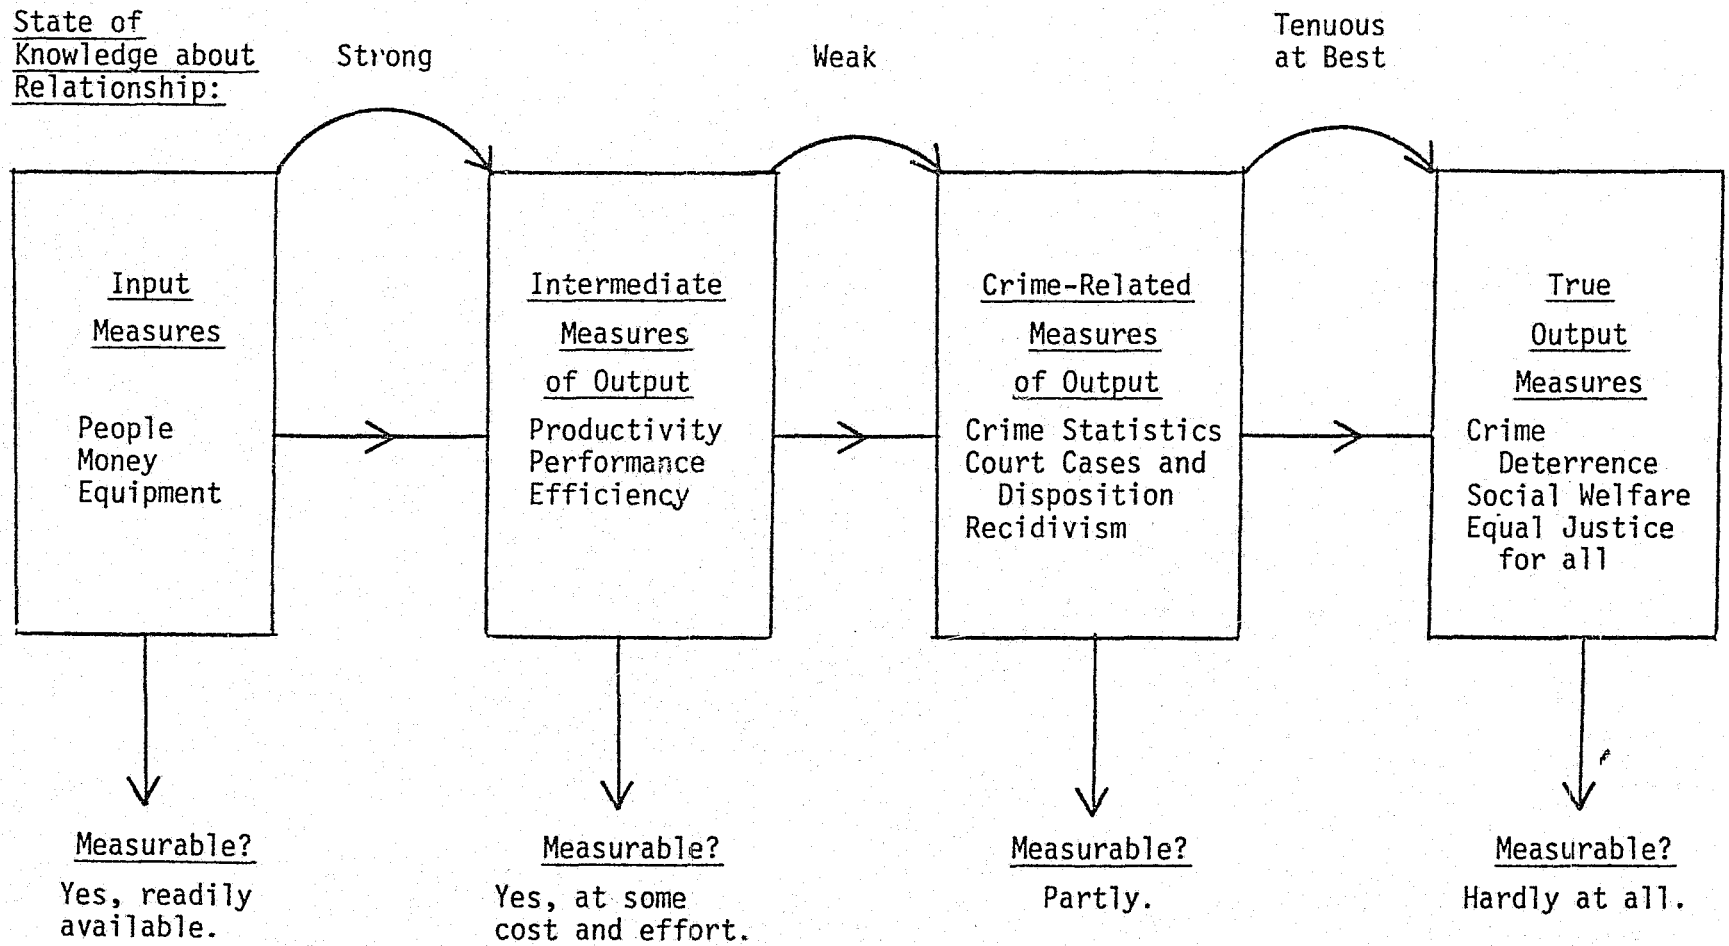 State of
Knowledge about
Relationship:
Strong
Weak
Tenuous
at Best
Input
Measures
People
Money
Equipment
Intermediate
Measures
of Output
Productivity
Performance
Efficiency
Crime-Related
Measures
of Output
Crime Statistics
Court Cases and
Disposition
Recidivism
True
Output
Measures
Crime
Deterrence
Social Welfare
Equal Justice
for all
Measurable?
Yes, readily
available.
Measurable?
Yes, at some
cost and effort.
Measurable?
Partly.
Measurable?
Hardly at all.